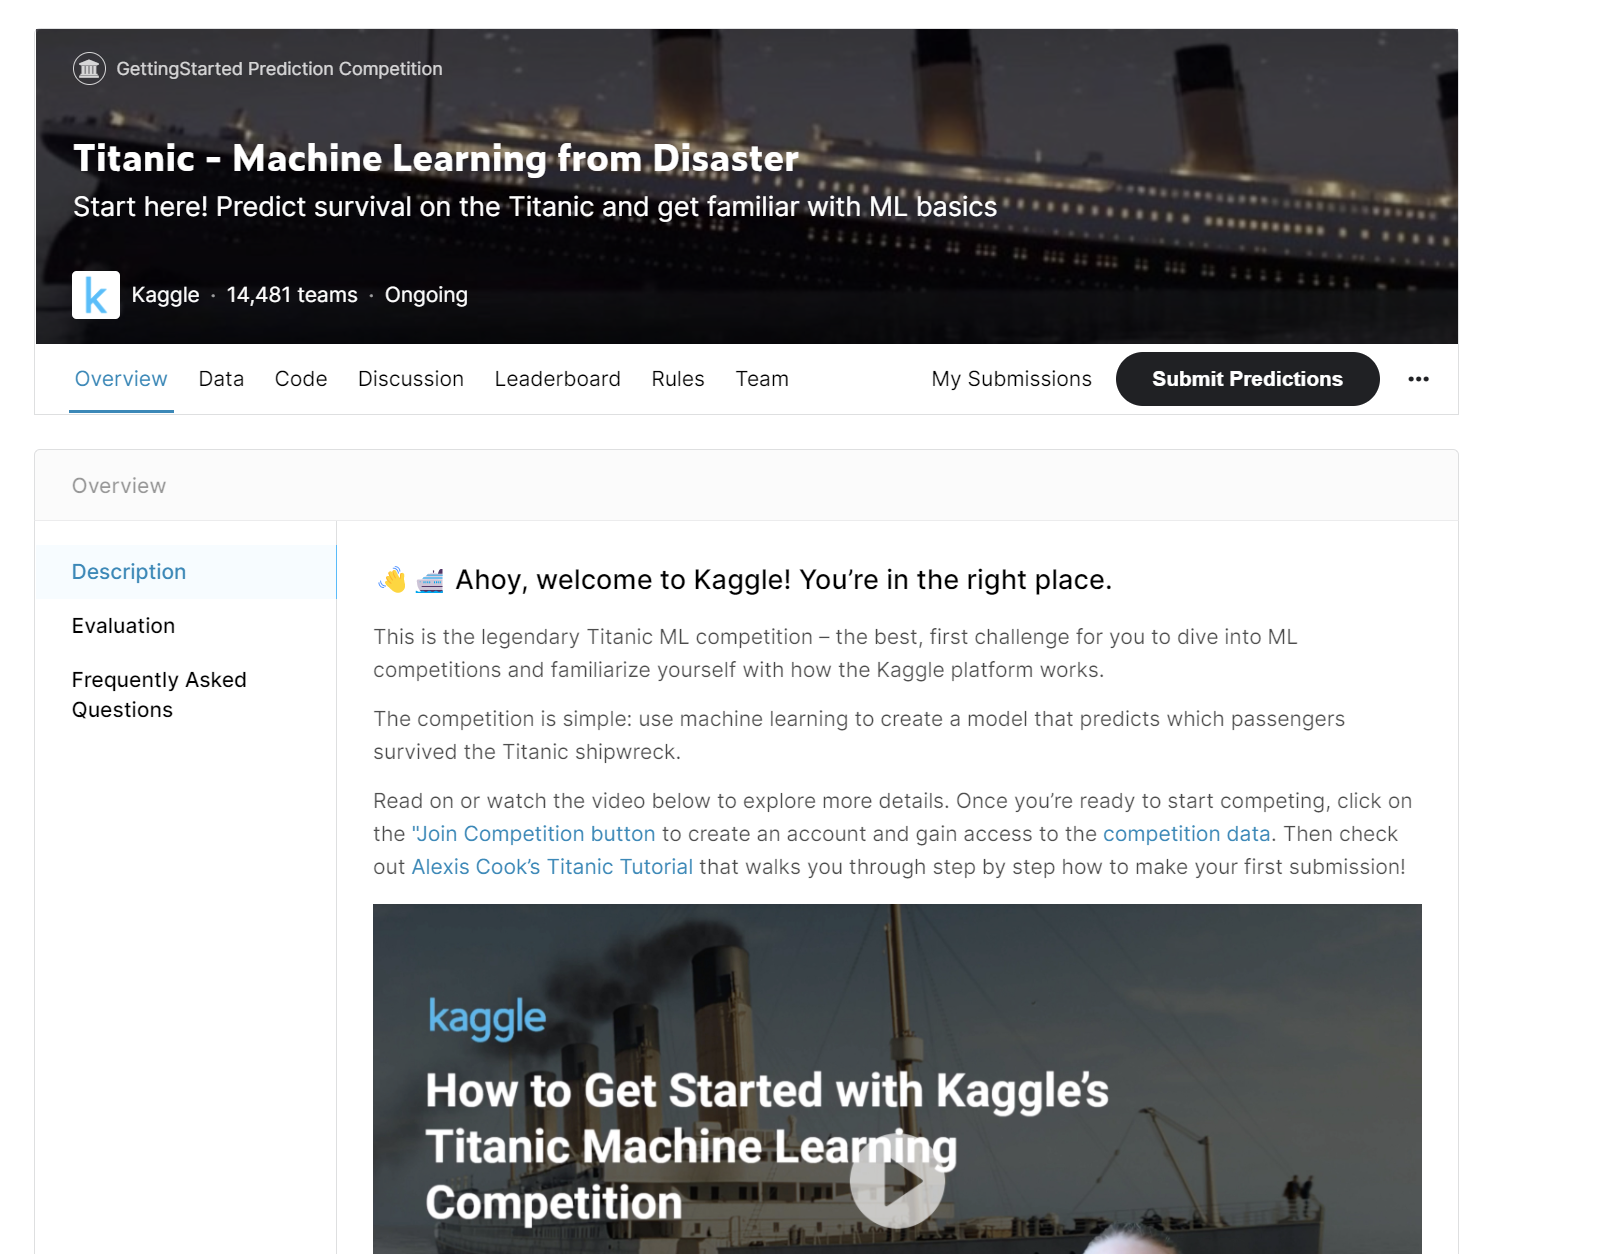 GettingStarted Prediction Competition
Titanic - Machine Learning from Disaster
Start here! Predict survival on the Titanic and get familiar with ML basics
k
Kaggle · 14,481 teams · Ongoing
Overview Data Code Discussion Leaderboard Rules Team My Submissions Submit Predictions •••
Overview
Description
Evaluation
Frequently Asked
Questions
👋🛳️ Ahoy, welcome to Kaggle! You’re in the right place.
This is the legendary Titanic ML competition – the best, first challenge for you to dive into ML
competitions and familiarize yourself with how the Kaggle platform works.
The competition is simple: use machine learning to create a model that predicts which passengers
survived the Titanic shipwreck.
Read on or watch the video below to explore more details. Once you’re ready to start competing, click on
the "Join Competition button to create an account and gain access to the competition data. Then check
out Alexis Cook’s Titanic Tutorial that walks you through step by step how to make your first submission!
kaggle
How to Get Started with Kaggle’s
Titanic Machine Learning
Competition